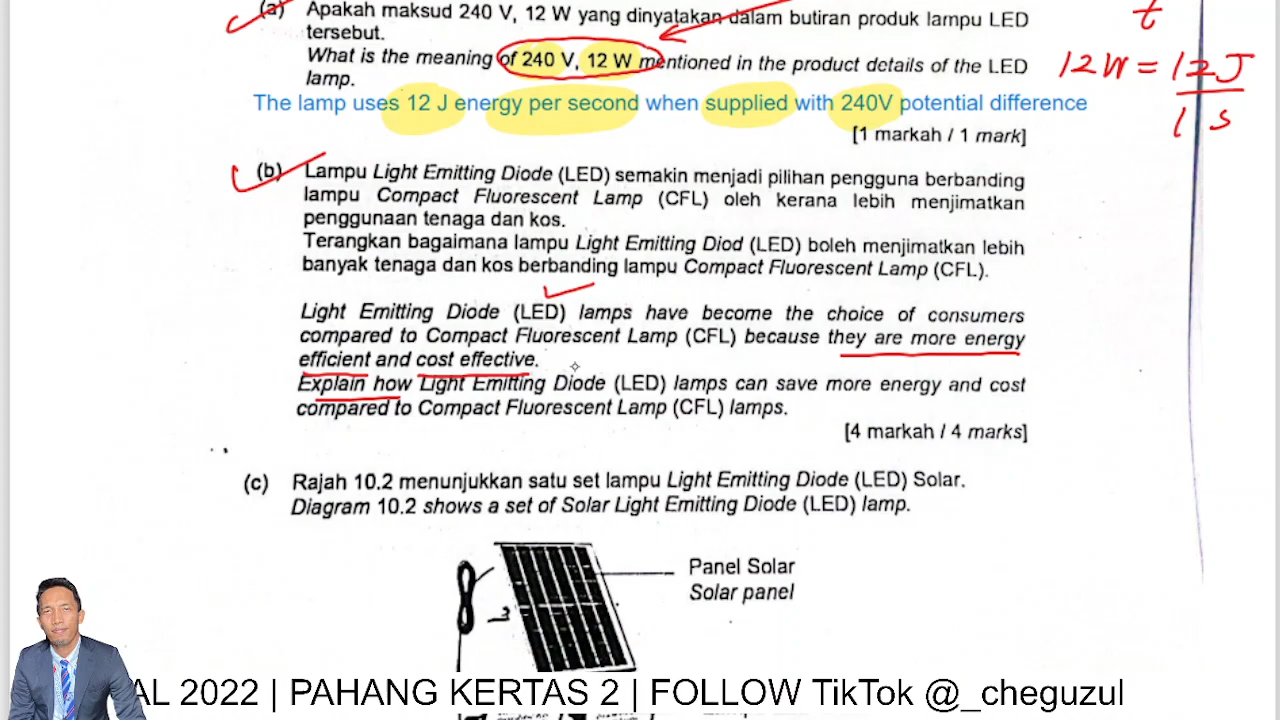 (a) Apakah maksud 240 V, 12 W yang dinyatakan dalam butiran produk lampu LED
tersebut.
What is the meaning of 240 V, 12 W mentioned in the product details of the LED
lamp.
The lamp uses 12 J energy per second when supplied with 240V potential difference
[1 markah / 1 mark]
t
12W = 12J
1 s
(b) Lampu Light Emitting Diode (LED) semakin menjadi pilihan pengguna berbanding
lampu Compact Fluorescent Lamp (CFL) oleh kerana lebih menjimatkan
penggunaan tenaga dan kos.
Terangkan bagaimana lampu Light Emitting Diod (LED) boleh menjimatkan lebih
banyak tenaga dan kos berbanding lampu Compact Fluorescent Lamp (CFL).
Light Emitting Diode (LED) lamps have become the choice of consumers
compared to Compact Fluorescent Lamp (CFL) because they are more energy
efficient and cost effective.
Explain how Light Emitting Diode (LED) lamps can save more energy and cost
compared to Compact Fluorescent Lamp (CFL) lamps.
[4 markah / 4 marks]
(c) Rajah 10.2 menunjukkan satu set lampu Light Emitting Diode (LED) Solar.
Diagram 10.2 shows a set of Solar Light Emitting Diode (LED) lamp.
Panel Solar
Solar panel
AL 2022 | PAHANG KERTAS 2 | FOLLOW TikTok @_cheguzul